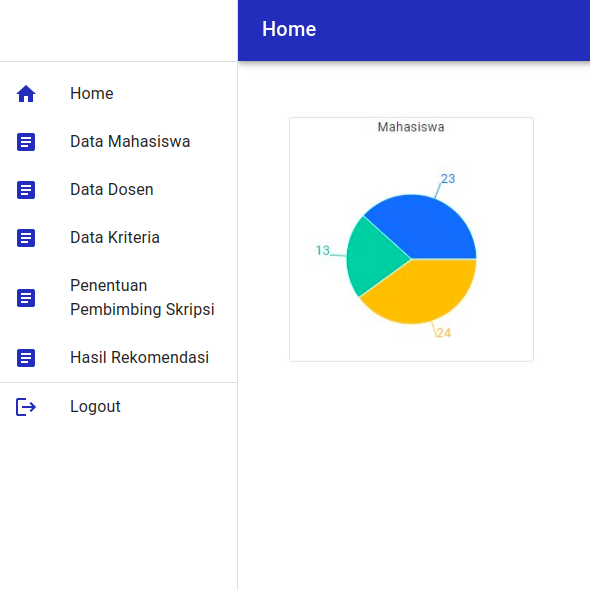 Home
Home
Data Mahasiswa
Data Dosen
Data Kriteria
Penentuan
Pembimbing Skripsi
Hasil Rekomendasi
Logout
Mahasiswa
23
13
24